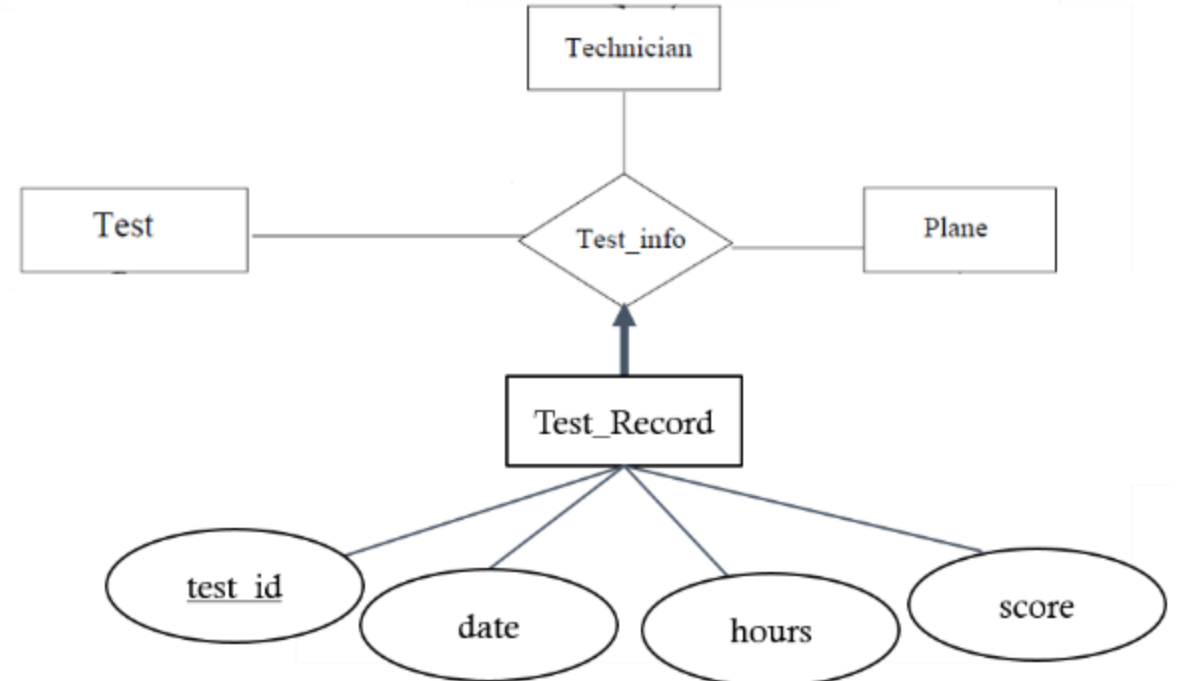 Technician
Test
Test_info
Plane
Test_Record
test_id
date
hours
score